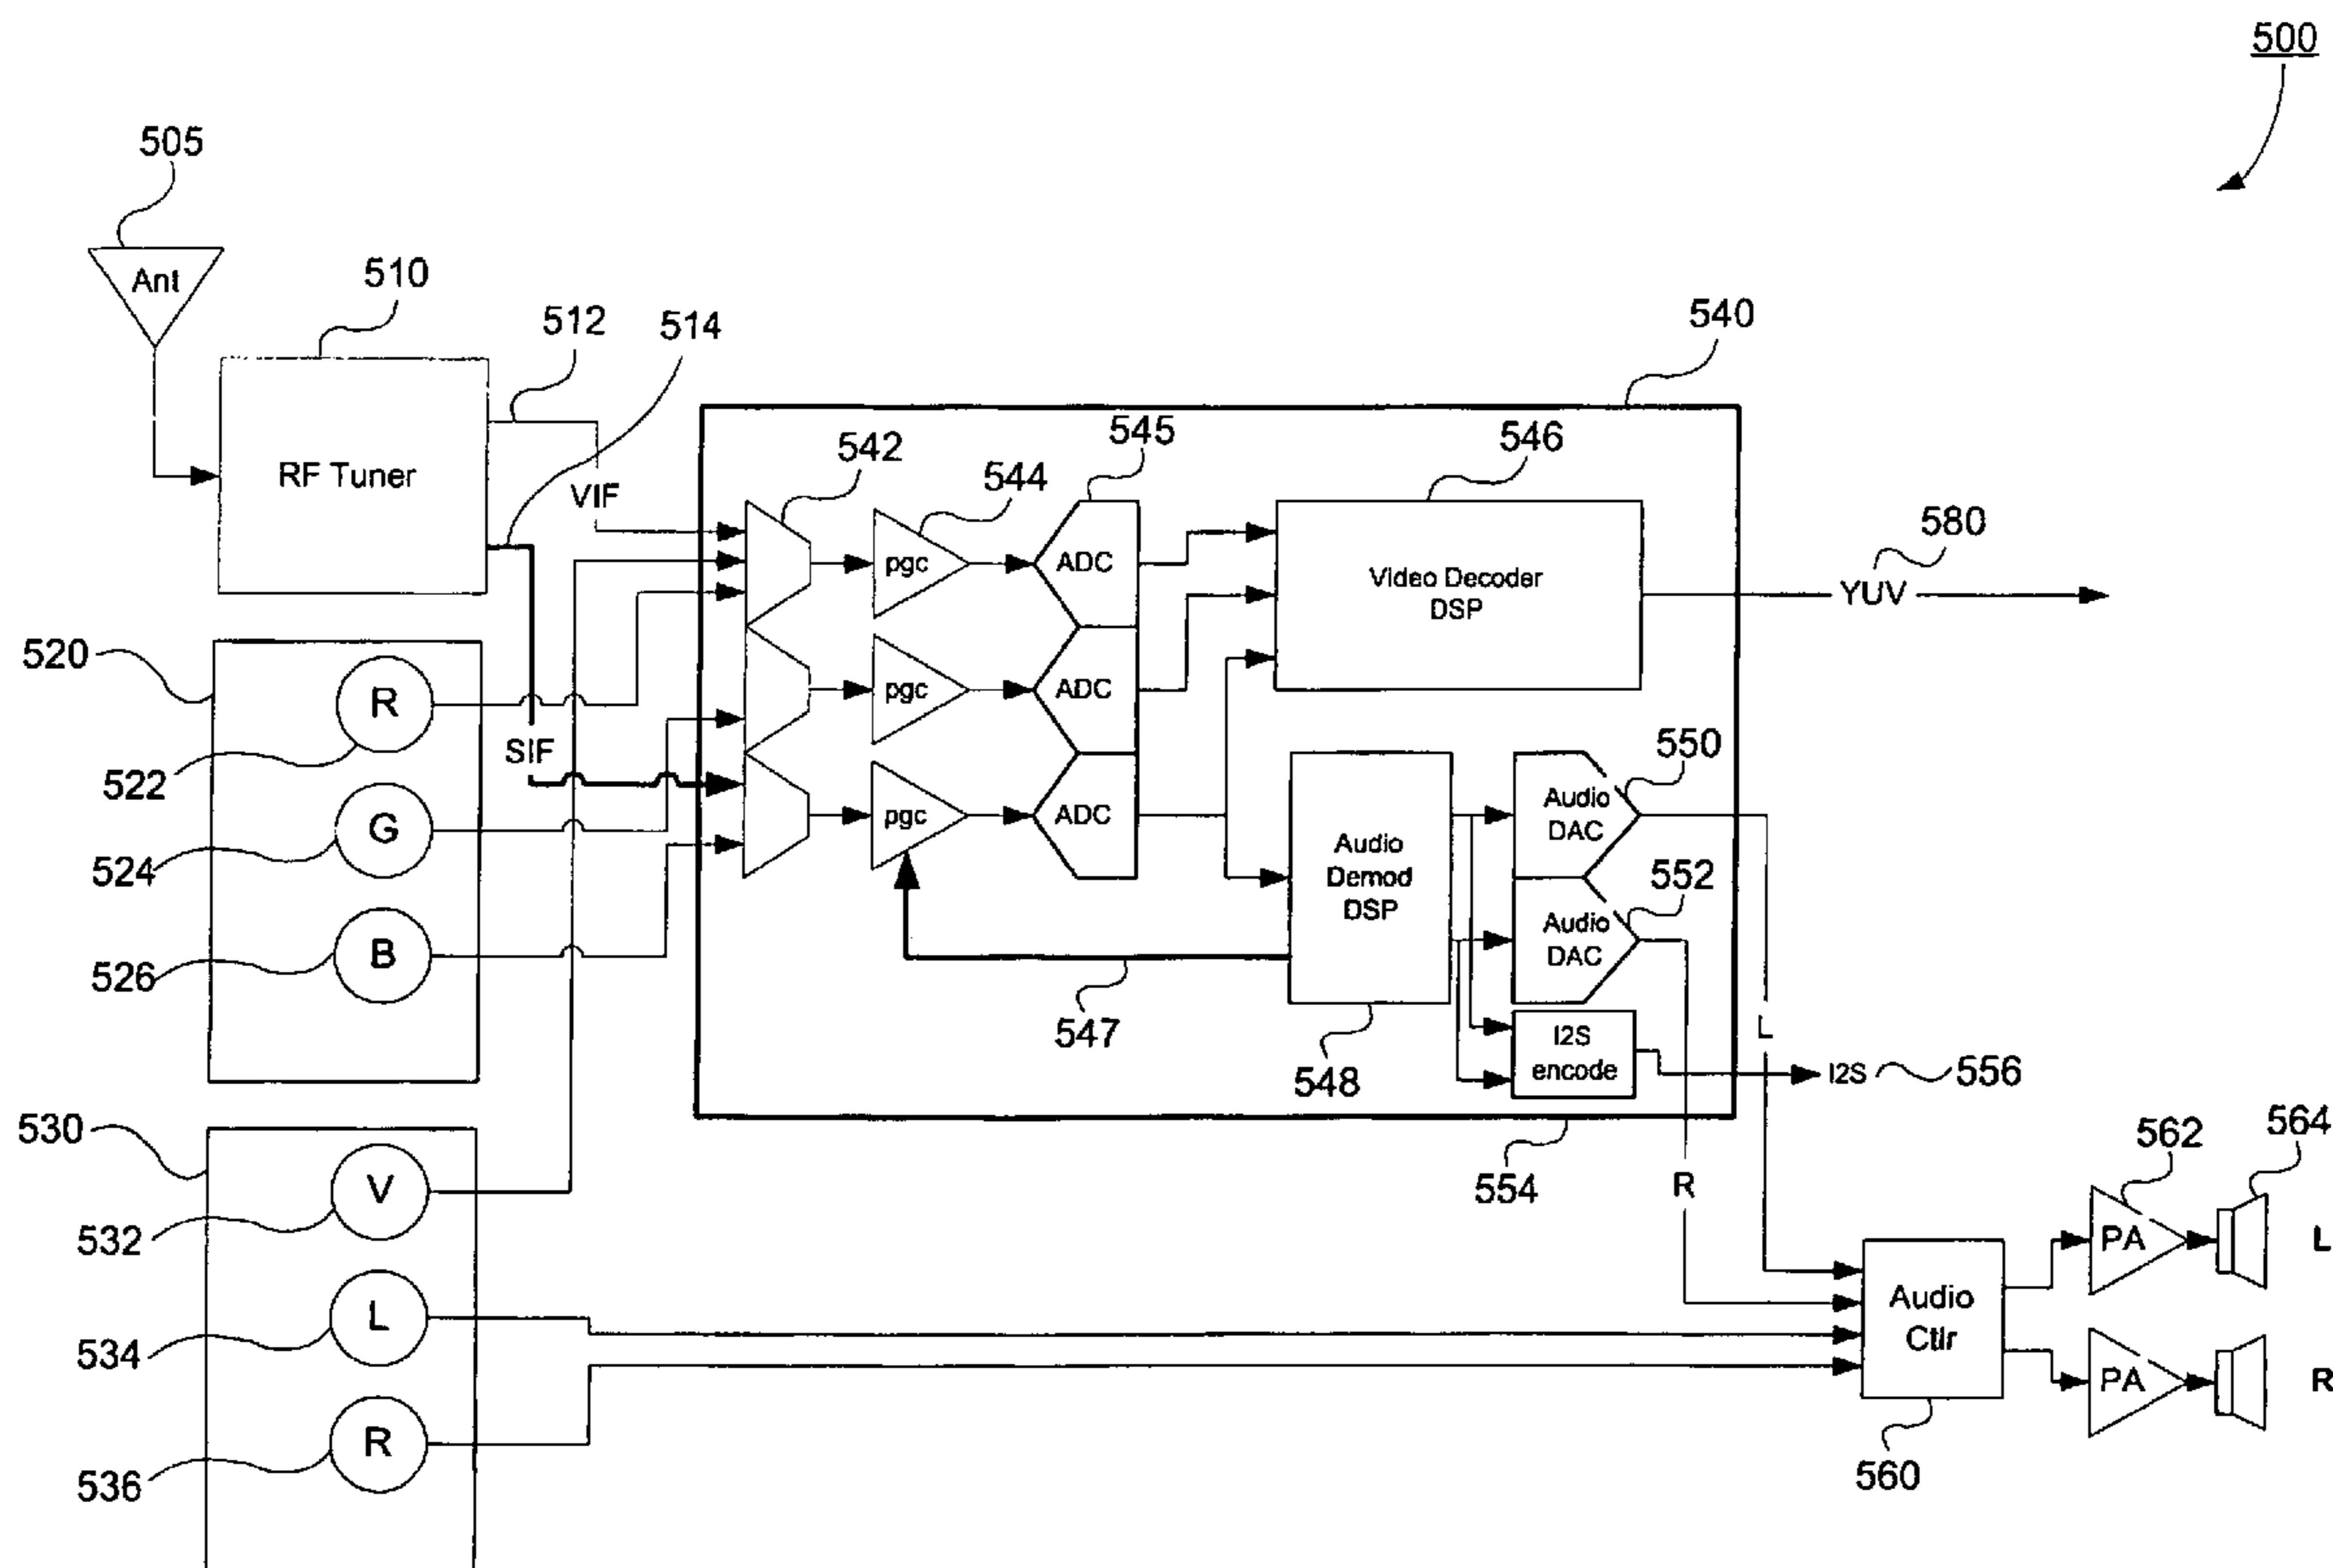 500
505
Ant
510
512
514
RF Tuner
VIF
540
542
544
545
546
pgc
ADC
Video Decoder
DSP
580
YUV
520
R
522
SIF
pgc
ADC
G
524
pgc
ADC
Audio
Demod
DSP
550
Audio
DAC
552
Audio
DAC
B
526
547
548
I2S
encode
L
I2S
556
554
530
V
532
R
562
564
PA
L
L
534
Audio
Ctlr
PA
R
R
536
560